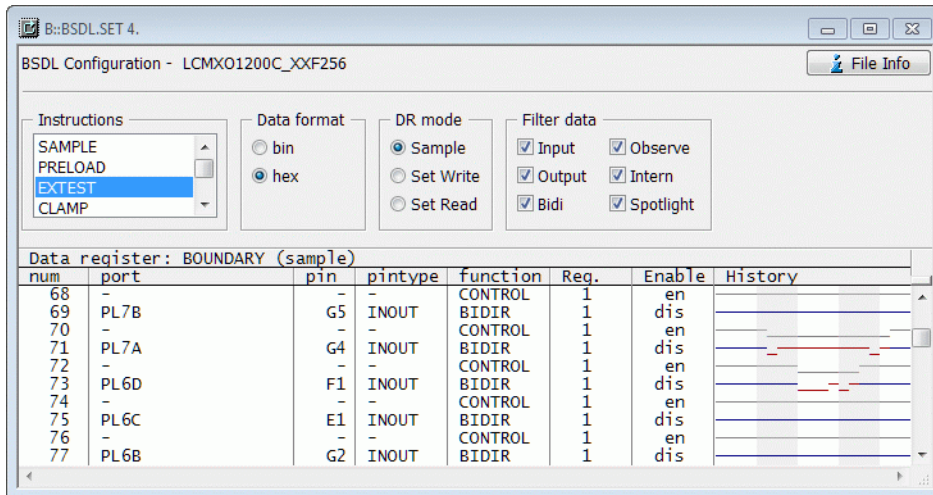 B::BSDL.SET 4.
BSDL Configuration - LCMXO1200C_XXF256
File Info
Instructions
SAMPLE
PRELOAD
EXTEST
CLAMP
Data format
bin
hex
DR mode
Sample
Set Write
Set Read
Filter data
Input
Observe
Output
Intern
Bidi
Spotlight
Data register: BOUNDARY (sample)
num port pin pintype function Reg. Enable History
68 - - - CONTROL 1 en
69 PL7B G5 INOUT BIDIR 1 dis
70 - - - CONTROL 1 en
71 PL7A G4 INOUT BIDIR 1 dis
72 - - - CONTROL 1 en
73 PL6D F1 INOUT BIDIR 1 dis
74 - - - CONTROL 1 en
75 PL6C E1 INOUT BIDIR 1 dis
76 - - - CONTROL 1 en
77 PL6B G2 INOUT BIDIR 1 dis